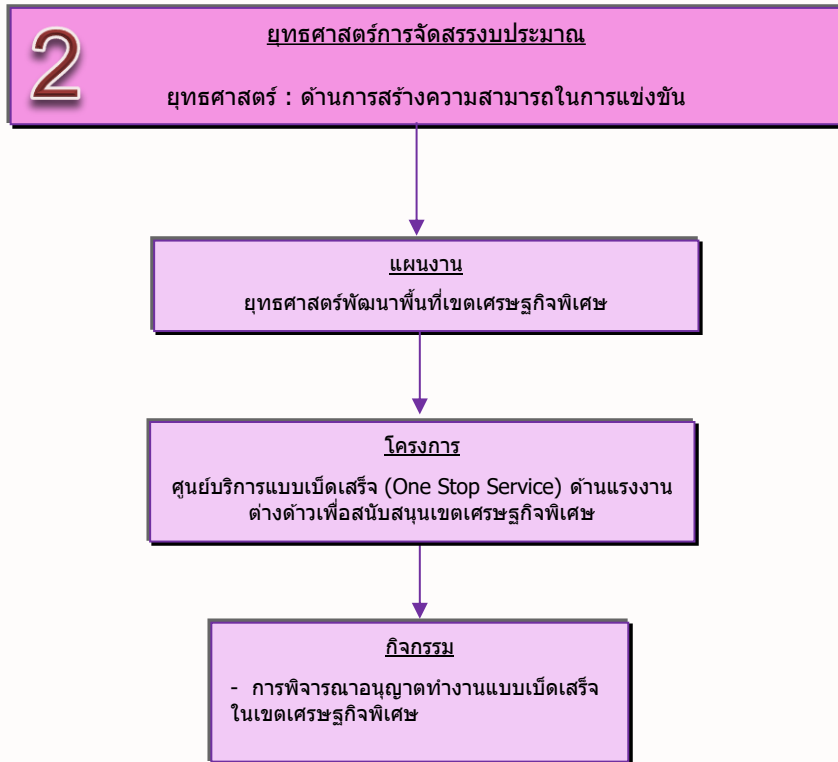 2
ยุทธศาสตร์การจัดสรรงบประมาณ
ยุทธศาสตร์ : ด้านการสร้างความสามารถในการแข่งขัน
แผนงาน
ยุทธศาสตร์พัฒนาพื้นที่เขตเศรษฐกิจพิเศษ
โครงการ
ศูนย์บริการแบบเบ็ดเสร็จ (One Stop Service) ด้านแรงงาน
ต่างด้าวเพื่อสนับสนุนเขตเศรษฐกิจพิเศษ
กิจกรรม
- การพิจารณาอนุญาตทำงานแบบเบ็ดเสร็จ
ในเขตเศรษฐกิจพิเศษ